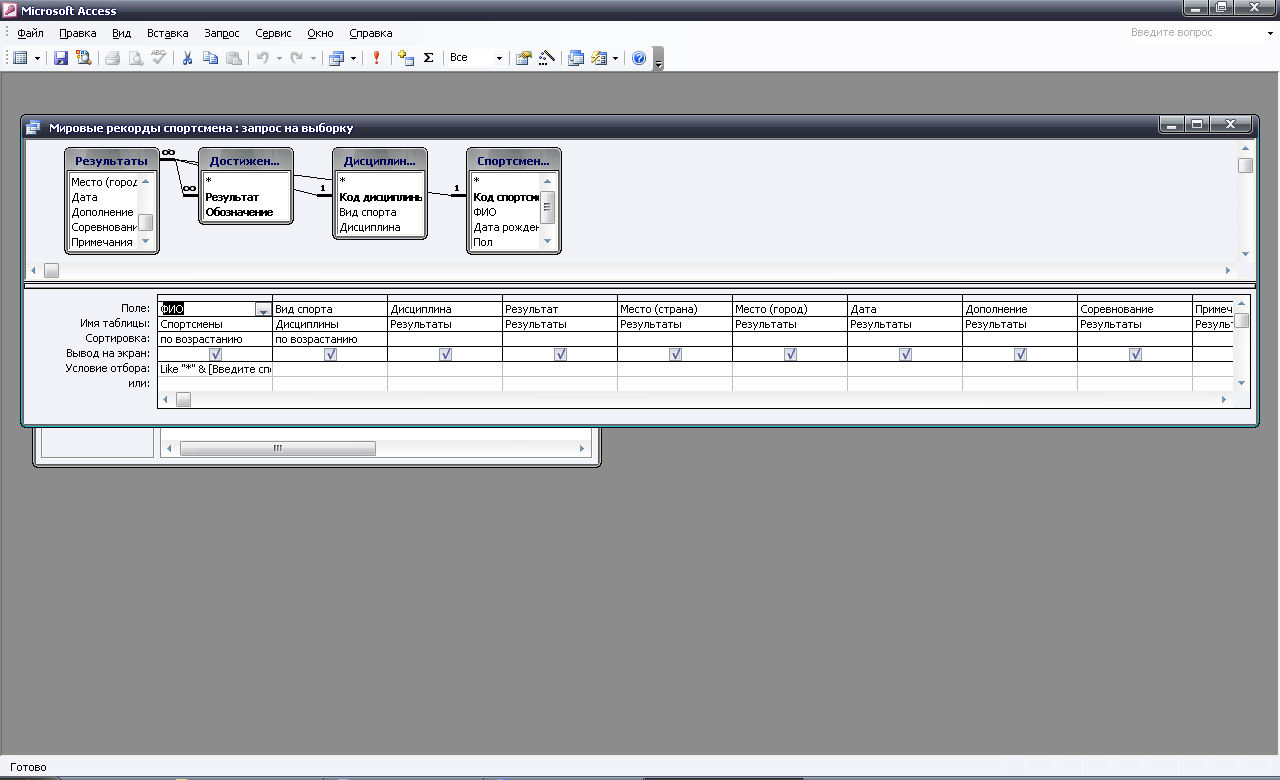 Microsoft Access
Файл Правка Вид Вставка Запрос Сервис Окно Справка Введите вопрос
Все
Мировые рекорды спортсмена : запрос на выборку
Результаты Достижен... Дисциплин... Спортсмен...
Место (город * * *
Дата Результат Код дисциплины Код спортсм
Дополнение Обозначение Вид спорта ФИО
Соревновани Дисциплина Дата рожден
Примечания Пол
∞ ∞ 1 1
Поле: ФИО Вид спорта Дисциплина Результат Место (страна) Место (город) Дата Дополнение Соревнование Примеч
Имя таблицы: Спортсмены Дисциплины Результаты Результаты Результаты Результаты Результаты Результаты Результаты Результ
Сортировка: по возрастанию по возрастанию
Вывод на экран:
Условие отбора: Like "*" & [Введите спо
или:
Готово